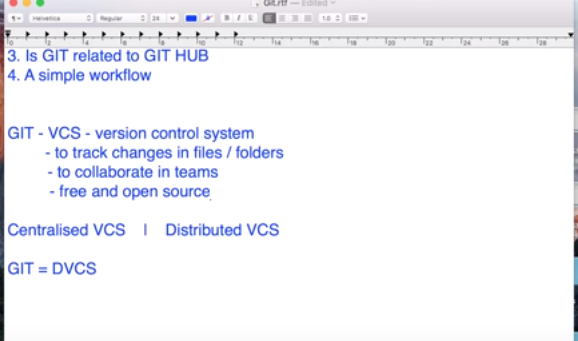 Git.rtf — Edited
¶ Helvetica Regular 24 B I U 1.0
0 2 4 6 8 10 12 14 16 18 20 22 24 26 28
3. Is GIT related to GIT HUB
4. A simple workflow
GIT - VCS - version control system
- to track changes in files / folders
- to collaborate in teams
- free and open source
Centralised VCS | Distributed VCS
GIT = DVCS